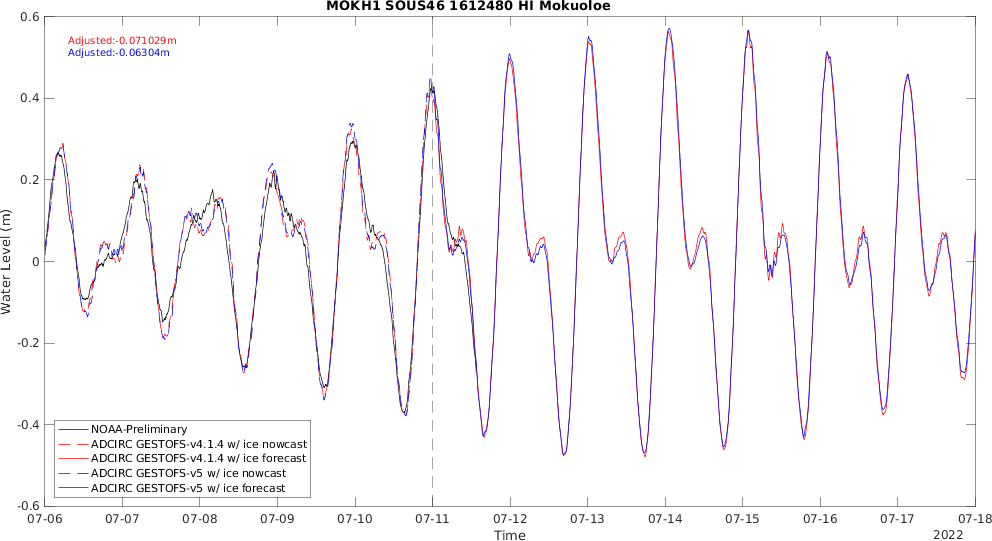 MOKH1 SOUS46 1612480 HI Mokuoloe
Adjusted:-0.071029m
Adjusted:-0.06304m
0.6
0.4
0.2
0
-0.2
-0.4
-0.6
Water Level (m)
NOAA-Preliminary
ADCIRC GESTOFS-v4.1.4 w/ ice nowcast
ADCIRC GESTOFS-v4.1.4 w/ ice forecast
ADCIRC GESTOFS-v5 w/ ice nowcast
ADCIRC GESTOFS-v5 w/ ice forecast
07-06 07-07 07-08 07-09 07-10 07-11 07-12 07-13 07-14 07-15 07-16 07-17 07-18
Time
2022